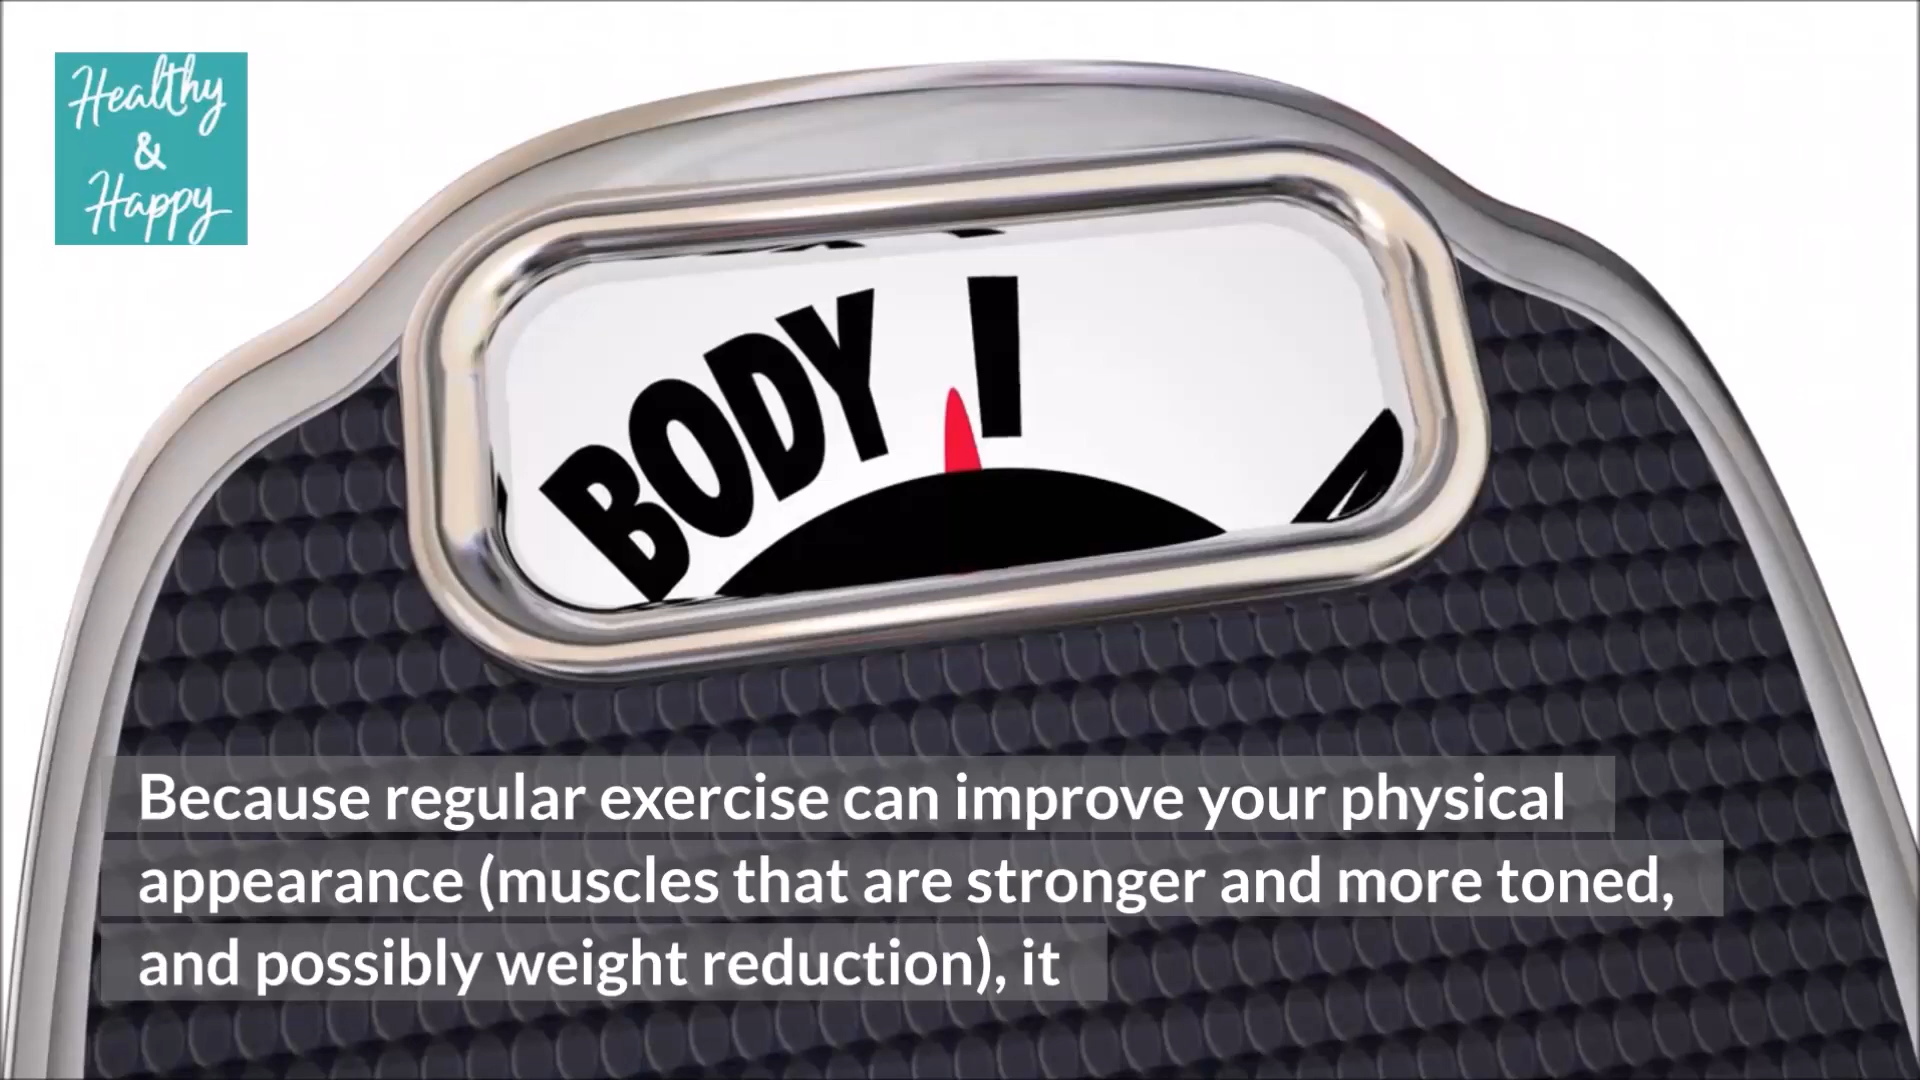 Healthy
&
Happy
BODY I
Because regular exercise can improve your physical
appearance (muscles that are stronger and more toned,
and possibly weight reduction), it